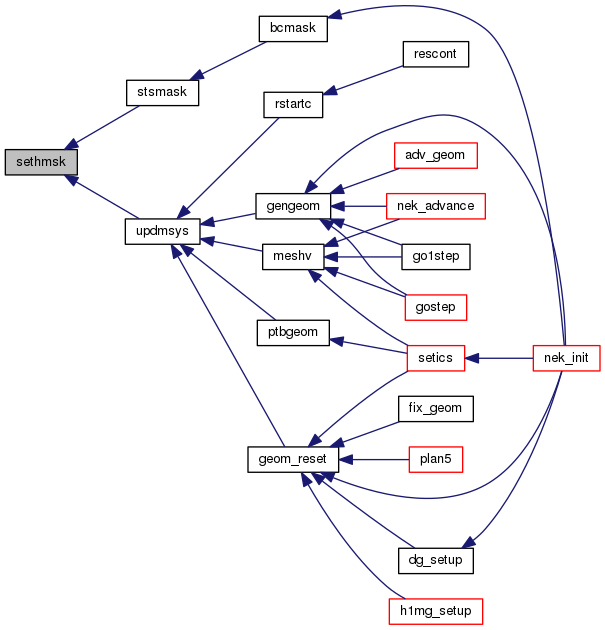 bcmask
rescont
stsmask
rstartc
sethmsk
adv_geom
gengeom
nek_advance
updmsys
meshv
go1step
gostep
ptbgeom
setics
nek_init
fix_geom
geom_reset
plan5
dg_setup
h1mg_setup